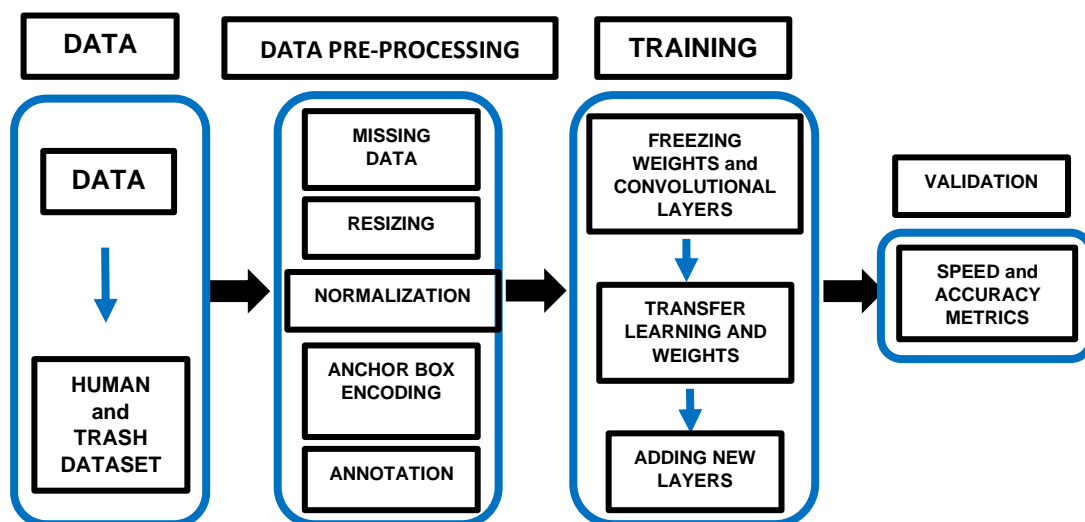 DATA
DATA
HUMAN
and
TRASH
DATASET
DATA PRE-PROCESSING
MISSING
DATA
RESIZING
NORMALIZATION
ANCHOR BOX
ENCODING
ANNOTATION
TRAINING
FREEZING
WEIGHTS and
CONVOLUTIONAL
LAYERS
TRANSFER
LEARNING AND
WEIGHTS
ADDING NEW
LAYERS
VALIDATION
SPEED and
ACCURACY
METRICS